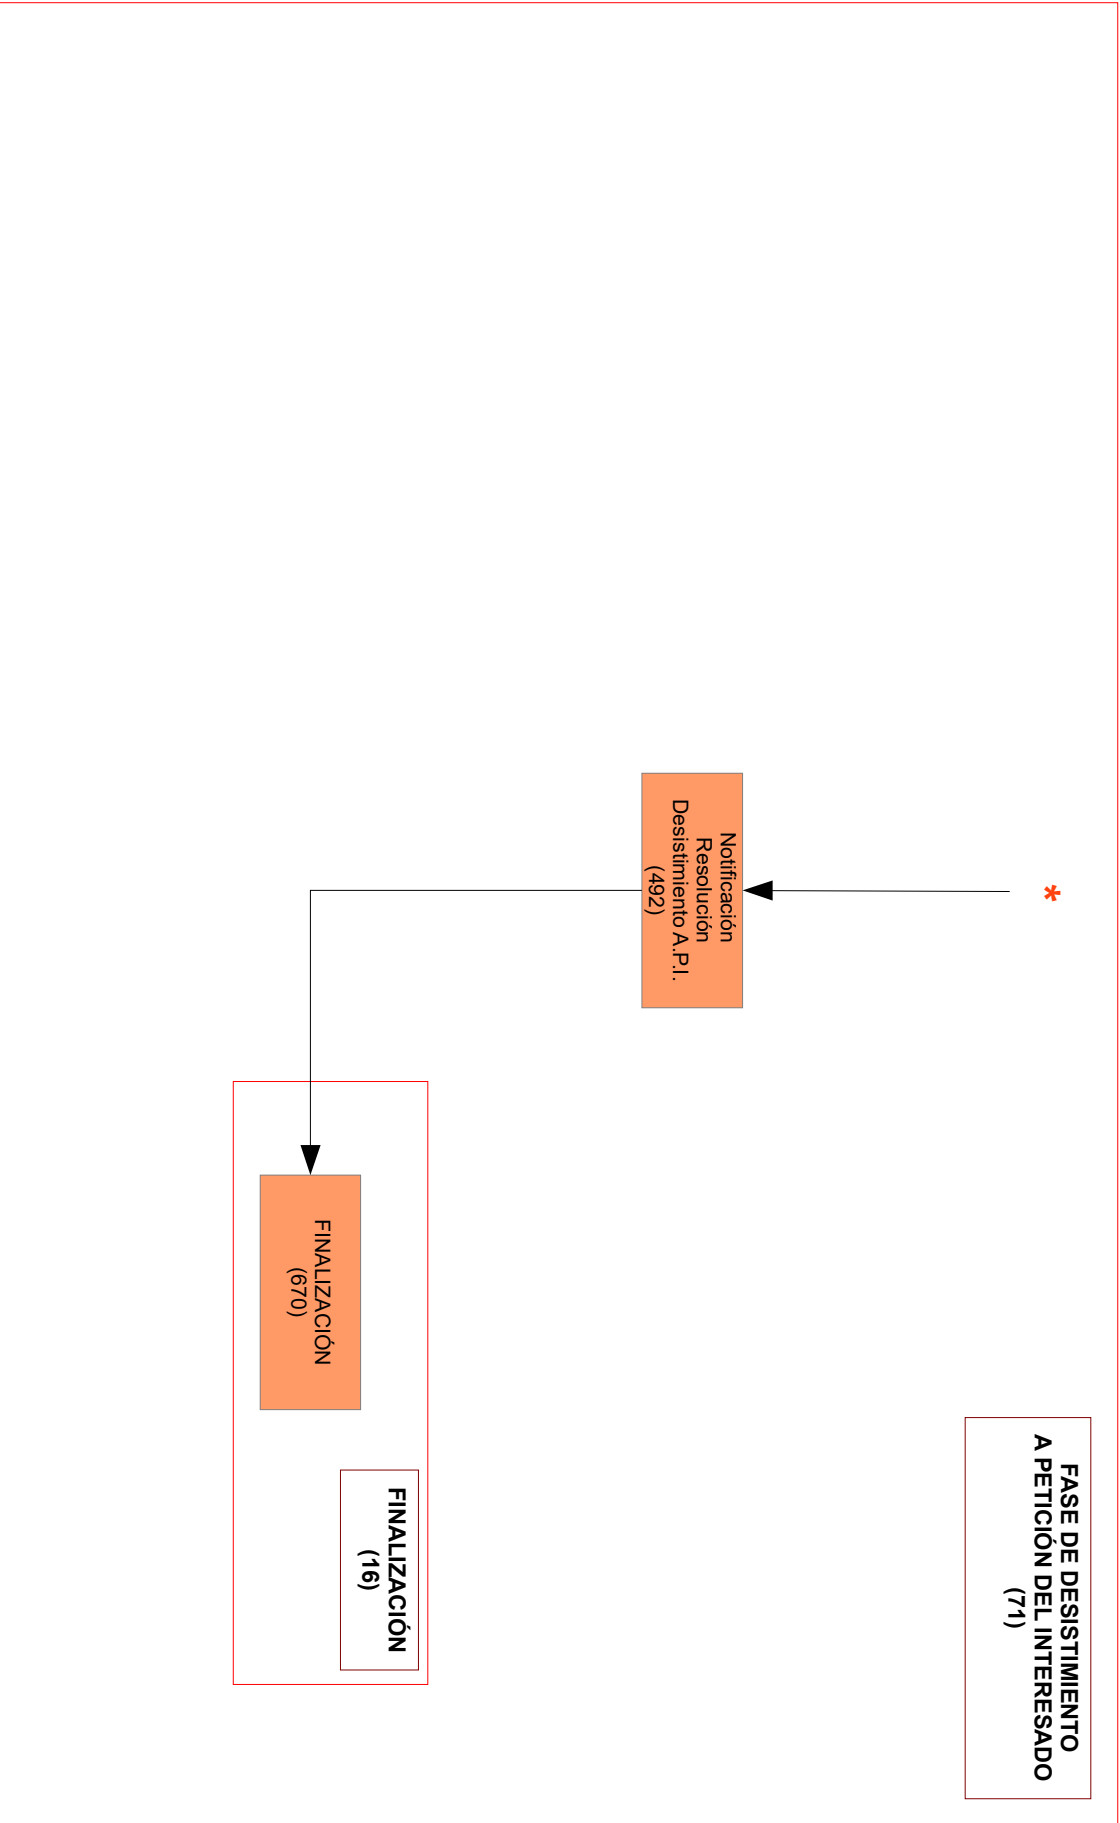 FASE DE DESISTIMIENTO
A PETICIÓN DEL INTERESADO
(71)
*
Notificación
Resolución
Desistimiento A.P.I.
(492)
FINALIZACIÓN
(16)
FINALIZACIÓN
(670)